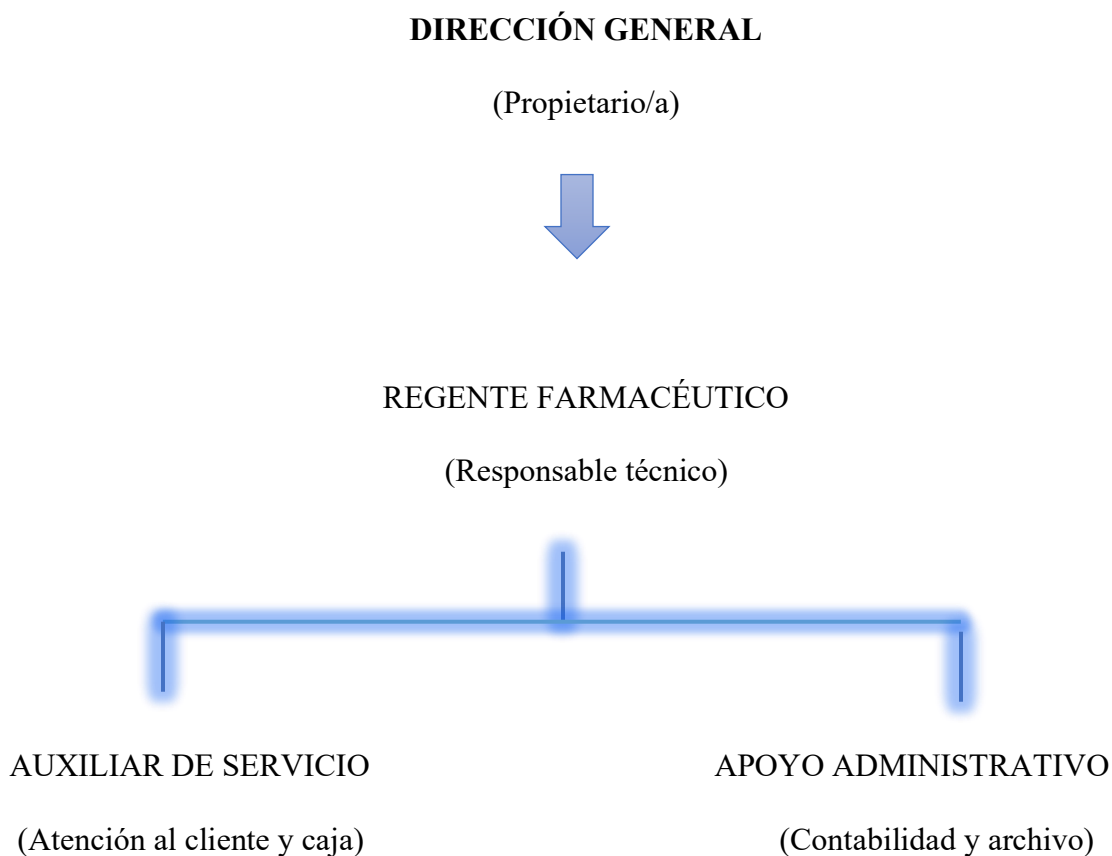 DIRECCIÓN GENERAL
(Propietario/a)
REGENTE FARMACÉUTICO
(Responsable técnico)
AUXILIAR DE SERVICIO
(Atención al cliente y caja)
APOYO ADMINISTRATIVO
(Contabilidad y archivo)